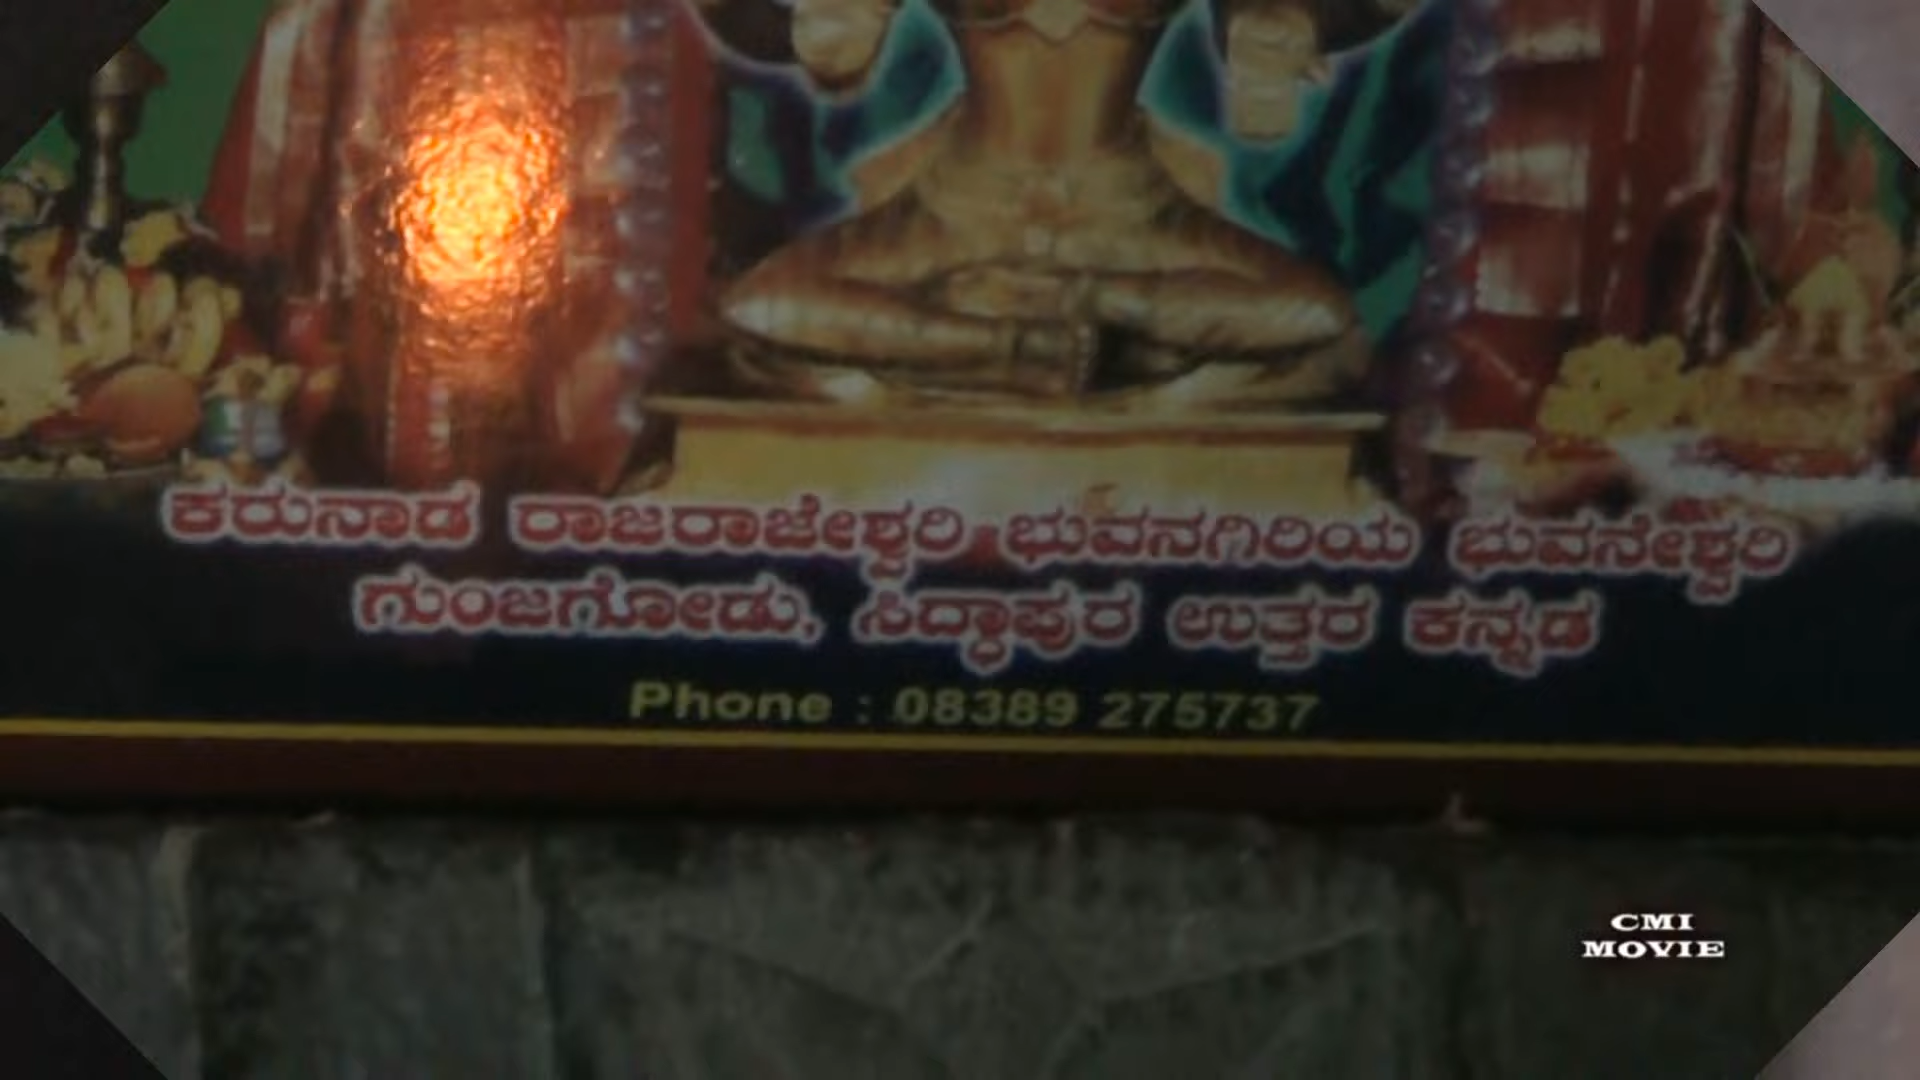 ಕರುನಾಡ ರಾಜರಾಜೇಶ್ವರಿ ಭುವನಗಿರಿಯ ಭುವನೇಶ್ವರಿ
ಗುಂಜಗೋಡು, ಸಿದ್ಧಾಪುರ ಉತ್ತರ ಕನ್ನಡ
Phone : 08389 275737
CMI
MOVIE